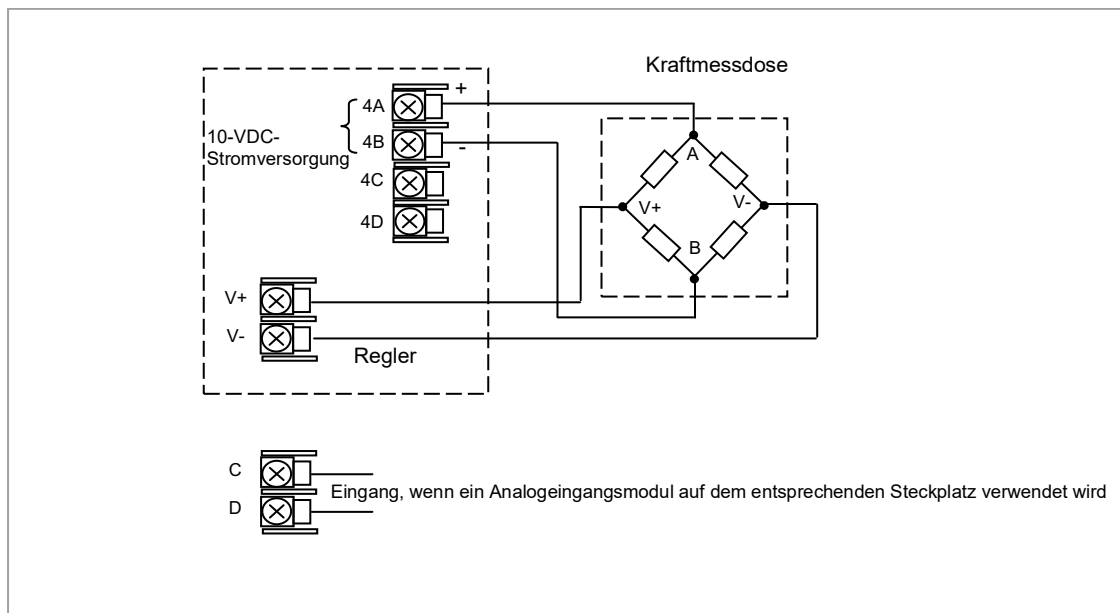 Kraftmessdose
+
4A
10-VDC-
Stromversorgung
4B
-
4C
4D
A
V+
V-
B
V+
V-
Regler
C
D
Eingang, wenn ein Analogeingangsmodul auf dem entsprechenden Steckplatz verwendet wird